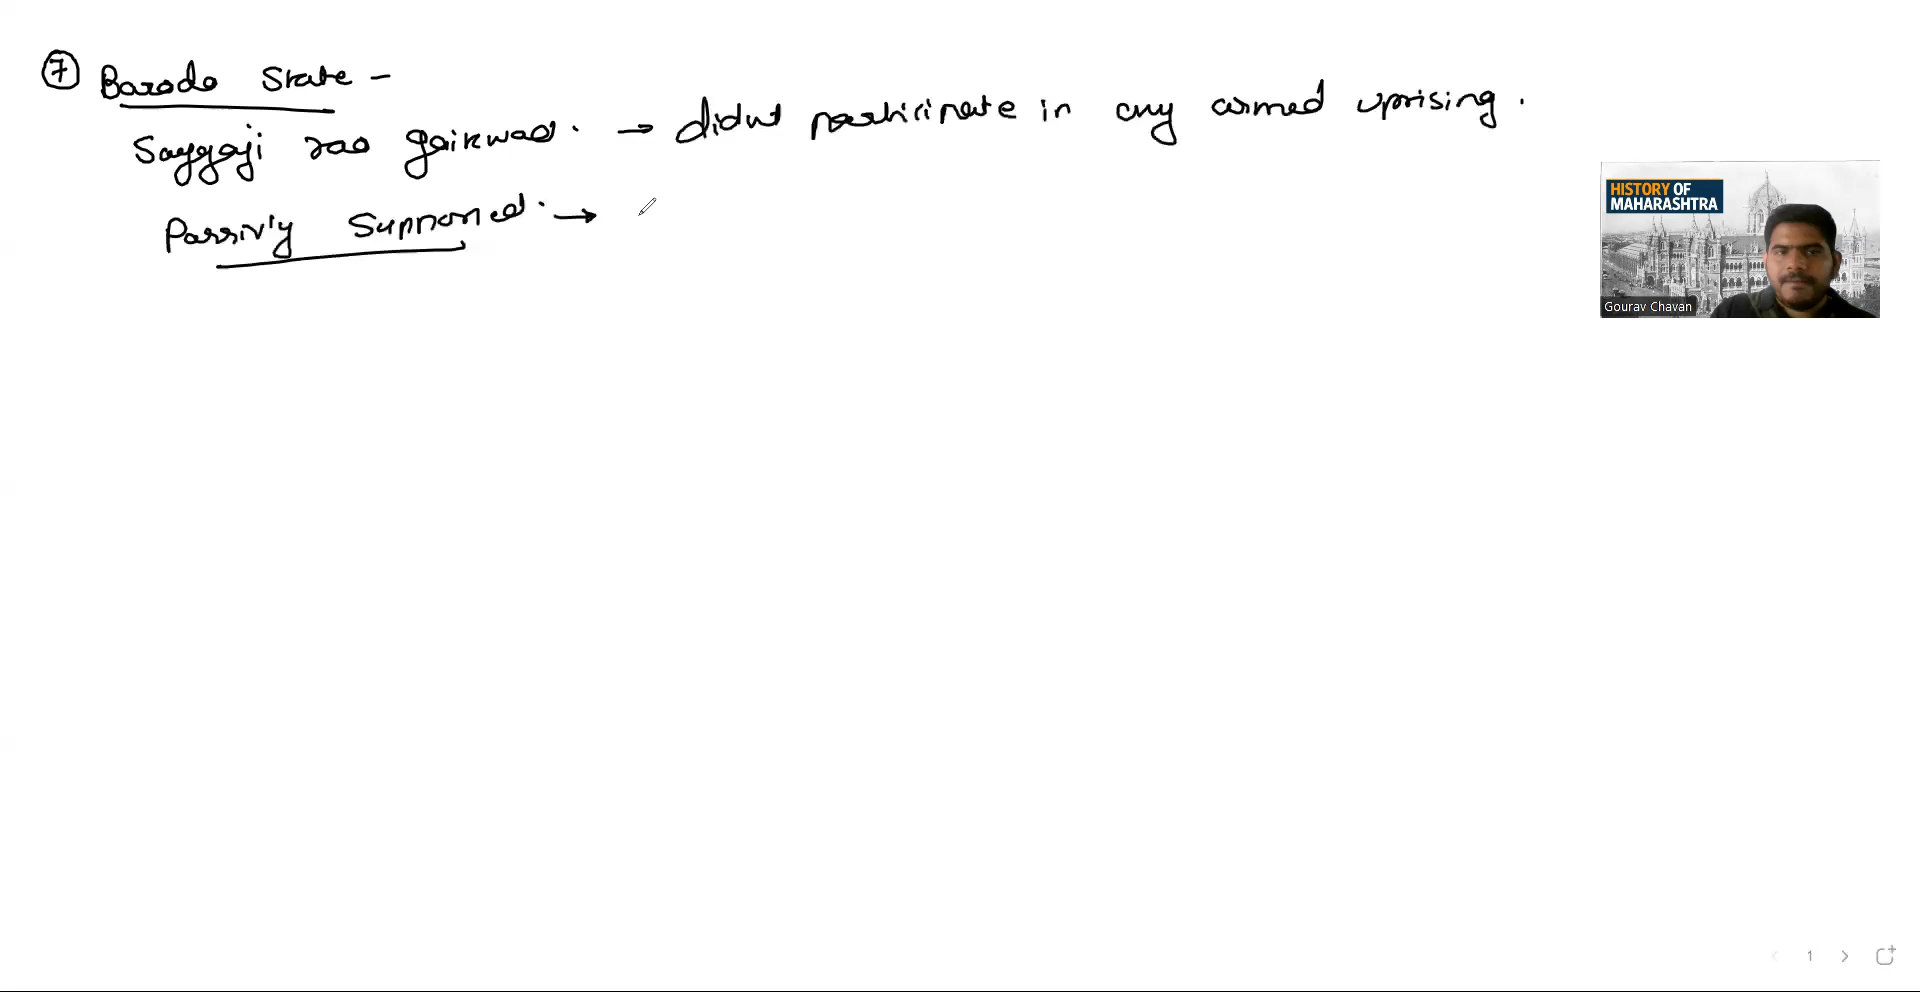 7 Baroda State -
Sayyaji rao gaikwad. → didnt participate in any armed uprising.
Passivly Supported. →
HISTORY OF
MAHARASHTRA
Gourav Chavan
1